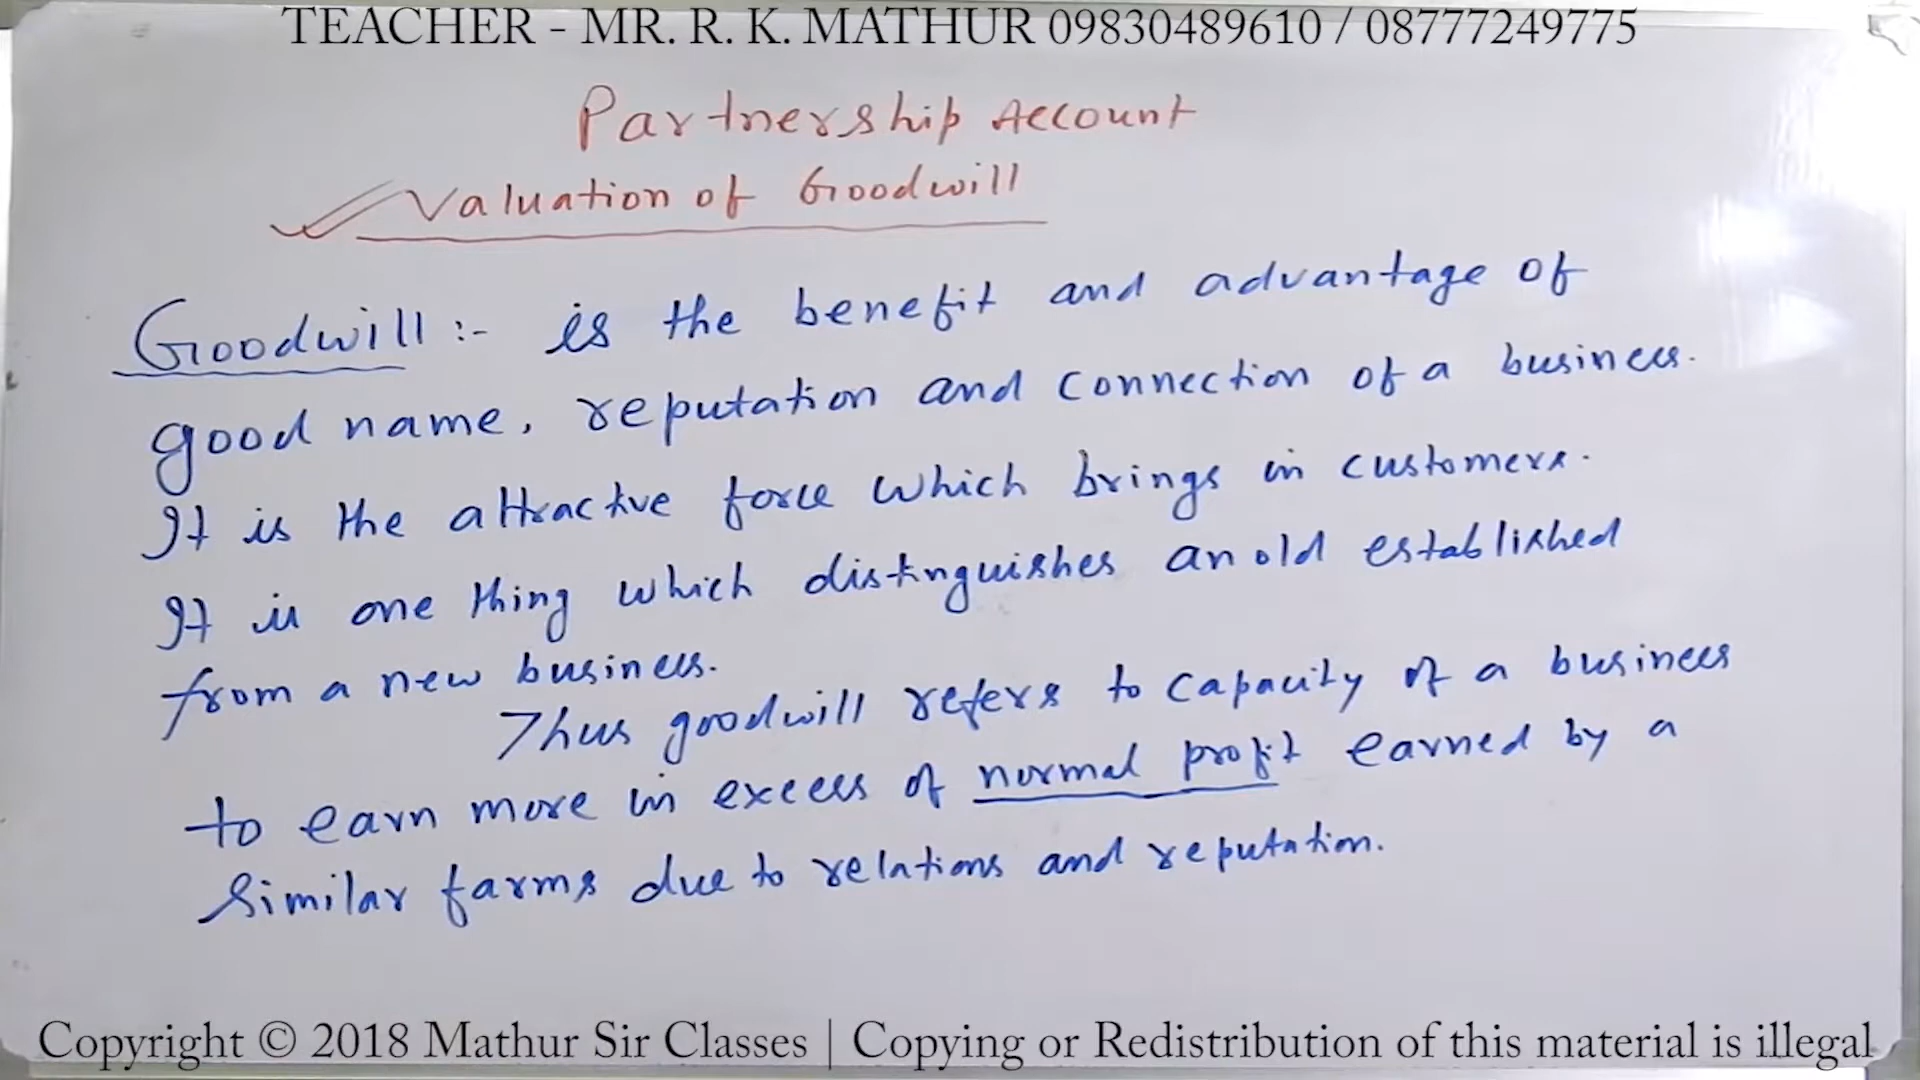 TEACHER - MR. R. K. MATHUR 09830489610 / 08777249775
Partnership Account
Valuation of Goodwill
Goodwill :- is the benefit and advantage of
good name, reputation and connection of a business.
It is the attractive force which brings in customers.
It is one thing which distinguishes an old established
from a new business.
Thus goodwill refers to capacity of a business
to earn more in excess of normal profit earned by a
similar farms due to relations and reputation.
Copyright © 2018 Mathur Sir Classes | Copying or Redistribution of this material is illegal